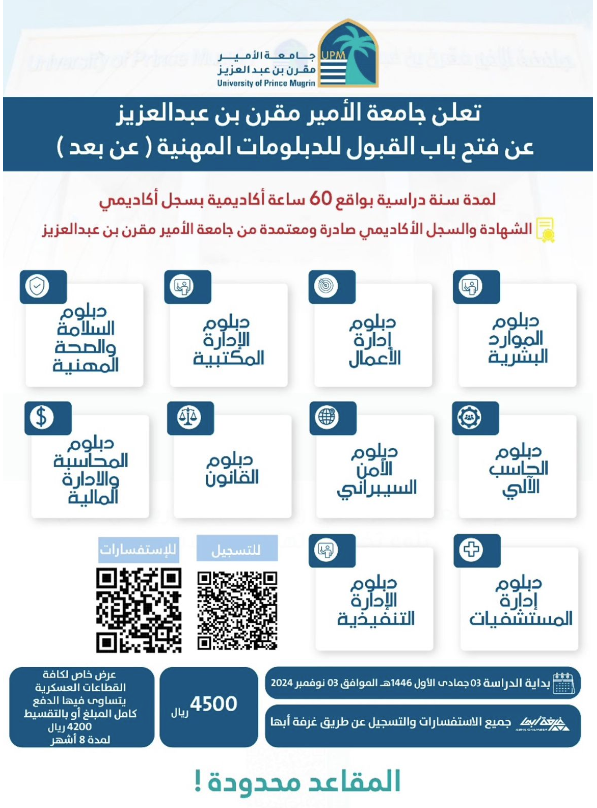 جامعة الأمير
مقرن بن عبدالعزيز
University of Prince Mugrin
UPM
تعلن جامعة الأمير مقرن بن عبدالعزيز
عن فتح باب القبول للدبلومات المهنية ( عن بعد )
لمدة سنة دراسية بواقع 60 ساعة أكاديمية بسجل أكاديمي
الشهادة والسجل الأكاديمي صادرة ومعتمدة من جامعة الأمير مقرن بن عبدالعزيز
دبلوم
الموارد
البشرية
دبلوم
إدارة
الأعمال
دبلوم
الإدارة
المكتبية
دبلوم
السلامة
والصحة
المهنية
دبلوم
الحاسب
الآلي
دبلوم
الأمن
السيبراني
دبلوم
القانون
دبلوم
المحاسبة
والادارة
المالية
دبلوم
إدارة
المستشفيات
دبلوم
الإدارة
التنفيذية
للتسجيل
للإستفسارات
بداية الدراسة 03 جمادى الأول 1446هـ الموافق 03 نوفمبر 2024
جميع الاستفسارات والتسجيل عن طريق غرفة أبها
غرفة أبها
4500 ريال
عرض خاص لكافة
القطاعات العسكرية
يتساوى فيها الدفع
كامل المبلغ أو بالتقسيط
4200 ريال
لمدة 8 أشهر
المقاعد محدودة !